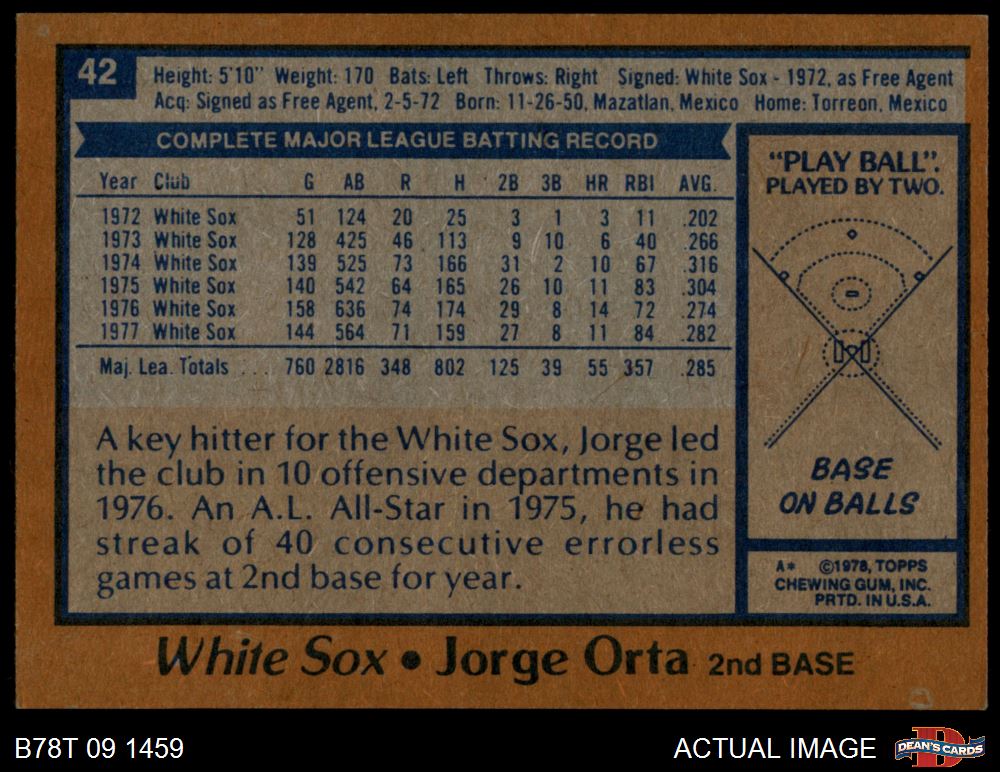 42
Height: 5'10" Weight: 170 Bats: Left Throws: Right Signed: White Sox - 1972, as Free Agent
Acq: Signed as Free Agent, 2-5-72 Born: 11-26-50, Mazatlan, Mexico Home: Torreon, Mexico
COMPLETE MAJOR LEAGUE BATTING RECORD
Year Club G AB R H 2B 3B HR RBI AVG.
1972 White Sox 51 124 20 25 3 1 3 11 .202
1973 White Sox 128 425 46 113 9 10 6 40 .266
1974 White Sox 139 525 73 166 31 2 10 67 .316
1975 White Sox 140 542 64 165 26 10 11 83 .304
1976 White Sox 158 636 74 174 29 8 14 72 .274
1977 White Sox 144 564 71 159 27 8 11 84 .282
Maj. Lea. Totals ... 760 2816 348 802 125 39 55 357 .285
A key hitter for the White Sox, Jorge led
the club in 10 offensive departments in
1976. An A.L. All-Star in 1975, he had
streak of 40 consecutive errorless
games at 2nd base for year.
"PLAY BALL".
PLAYED BY TWO.
BASE
ON BALLS
A* ©1978, TOPPS
CHEWING GUM, INC.
PRTD. IN U.S.A.
White Sox • Jorge Orta 2nd BASE
B78T 09 1459
ACTUAL IMAGE
DEAN'S CARDS